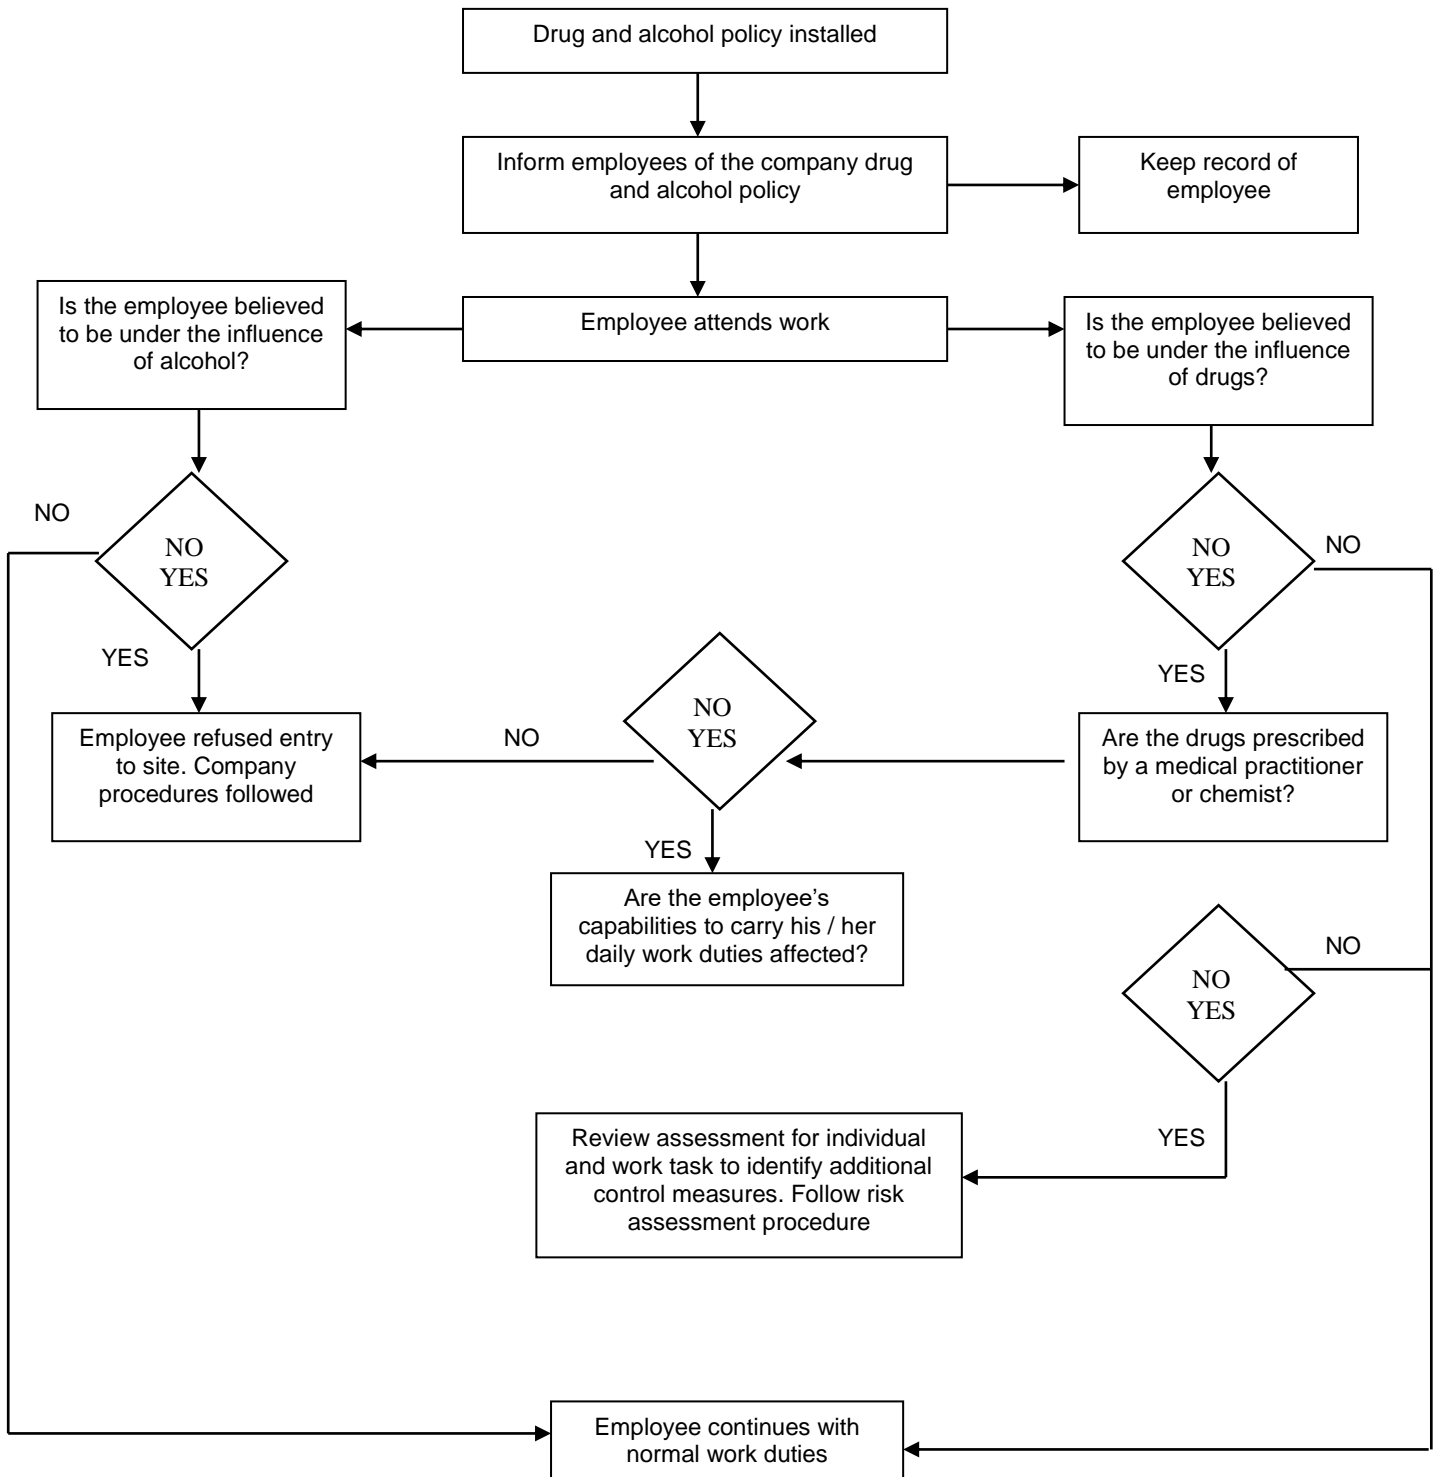 Drug and alcohol policy installed
Inform employees of the company drug
and alcohol policy
Keep record of
employee
Is the employee believed
to be under the influence
of alcohol?
Employee attends work
Is the employee believed
to be under the influence
of drugs?
NO
NO
YES
NO
YES
NO
YES
YES
Employee refused entry
to site. Company
procedures followed
NO
NO
YES
Are the drugs prescribed
by a medical practitioner
or chemist?
YES
Are the employee’s
capabilities to carry his / her
daily work duties affected?
NO
NO
YES
YES
Review assessment for individual
and work task to identify additional
control measures. Follow risk
assessment procedure
Employee continues with
normal work duties